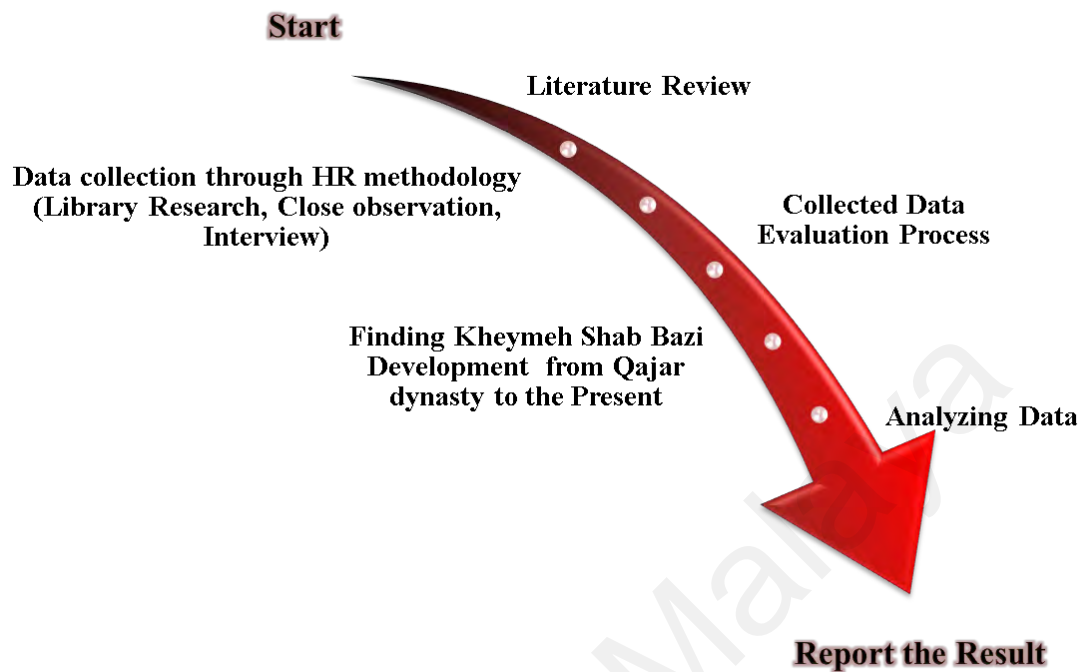 Start
Literature Review
Data collection through HR methodology
(Library Research, Close observation,
Interview)
Collected Data
Evaluation Process
Finding Kheymeh Shab Bazi
Development from Qajar
dynasty to the Present
Analyzing Data
Malaya
Report the Result